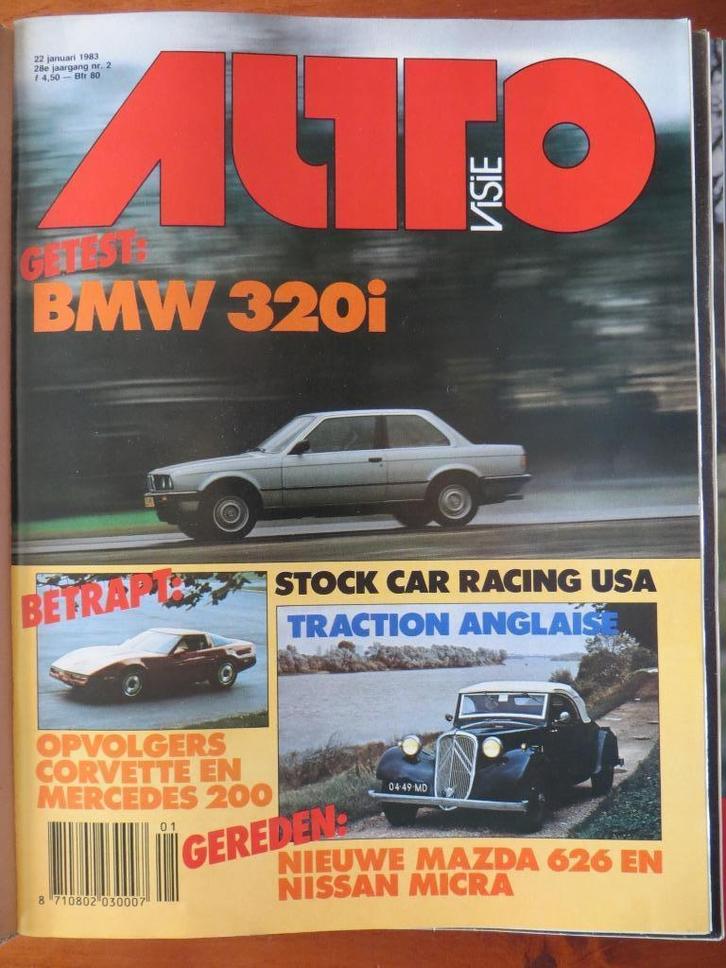 22 januari 1983
28e jaargang nr. 2
f 4,50 — Bfr 80
AUTO
ViSiE
GETEST:
BMW 320i
BETRAPT:
OPVOLGERS
CORVETTE EN
MERCEDES 200
STOCK CAR RACING USA
TRACTION ANGLAISE
04-49-MD
GEREDEN:
NIEUWE MAZDA 626 EN
NISSAN MICRA
01
8 710802 030007